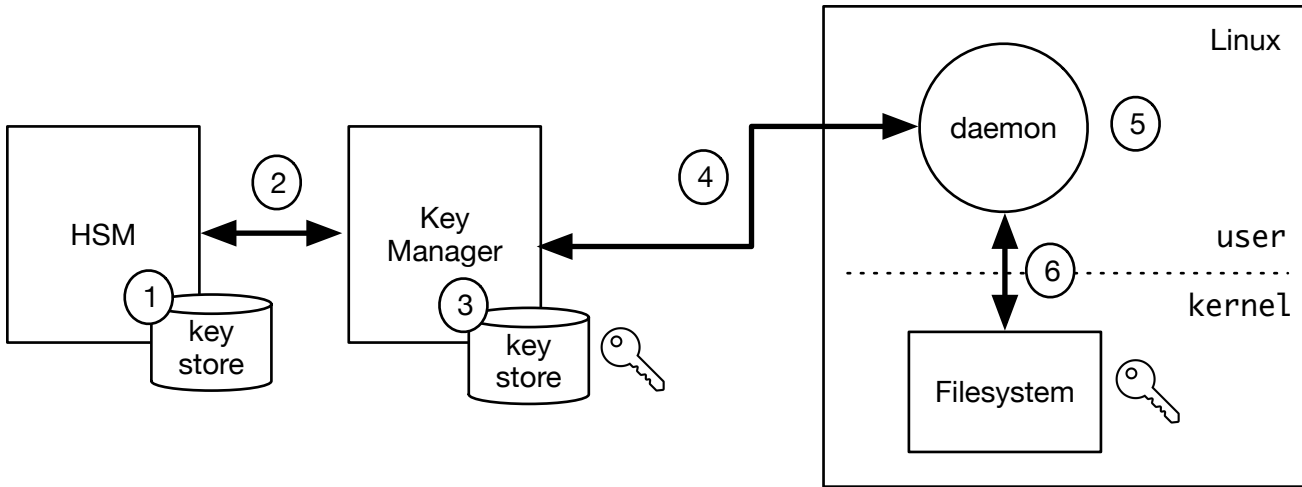 Linux
daemon
5
4
2
HSM
Key
Manager
user
6
kernel
1
key
store
3
key
store
Filesystem